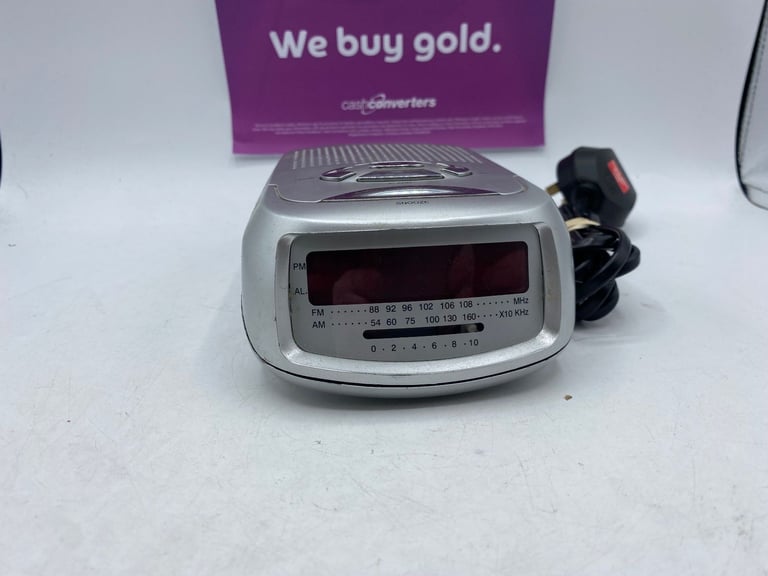 We buy gold.
cashconverters
SNOOZE
PM
AL.
FM ······ 88 92 96 102 106 108 ······ MHz
AM ······ 54 60 75 100 130 160 ···· X10 KHz
0 · 2 · 4 · 6 · 8 · 10